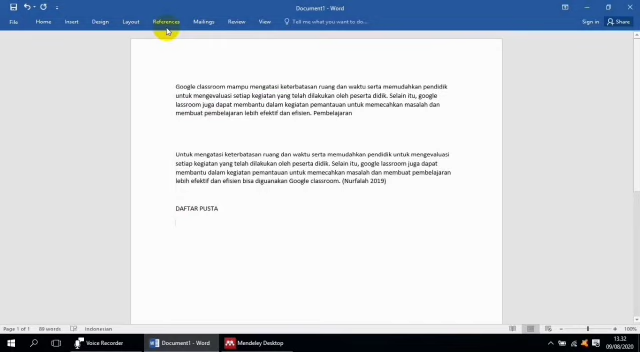 Document1 - Word
Sign in Share
File Home Insert Design Layout References Mailings Review View Tell me what you want to do...
Google classroom mampu mengatasi keterbatasan ruang dan waktu serta memudahkan pendidik
untuk mengevaluasi setiap kegiatan yang telah dilakukan oleh peserta didik. Selain itu, google
lassroom juga dapat membantu dalam kegiatan pemantauan untuk memecahkan masalah dan
membuat pembelajaran lebih efektif dan efisien. Pembelajaran
Untuk mengatasi keterbatasan ruang dan waktu serta memudahkan pendidik untuk mengevaluasi
setiap kegiatan yang telah dilakukan oleh peserta didik. Selain itu, google lassroom juga dapat
membantu dalam kegiatan pemantauan untuk memecahkan masalah dan membuat pembelajaran
lebih efektif dan efisien bisa diguanakan Google classroom. (Nurfalah 2019)
DAFTAR PUSTA
Page 1 of 1 89 words Indonesian
100%
Voice Recorder Document1 - Word Mendeley Desktop
13.32
09/08/2020